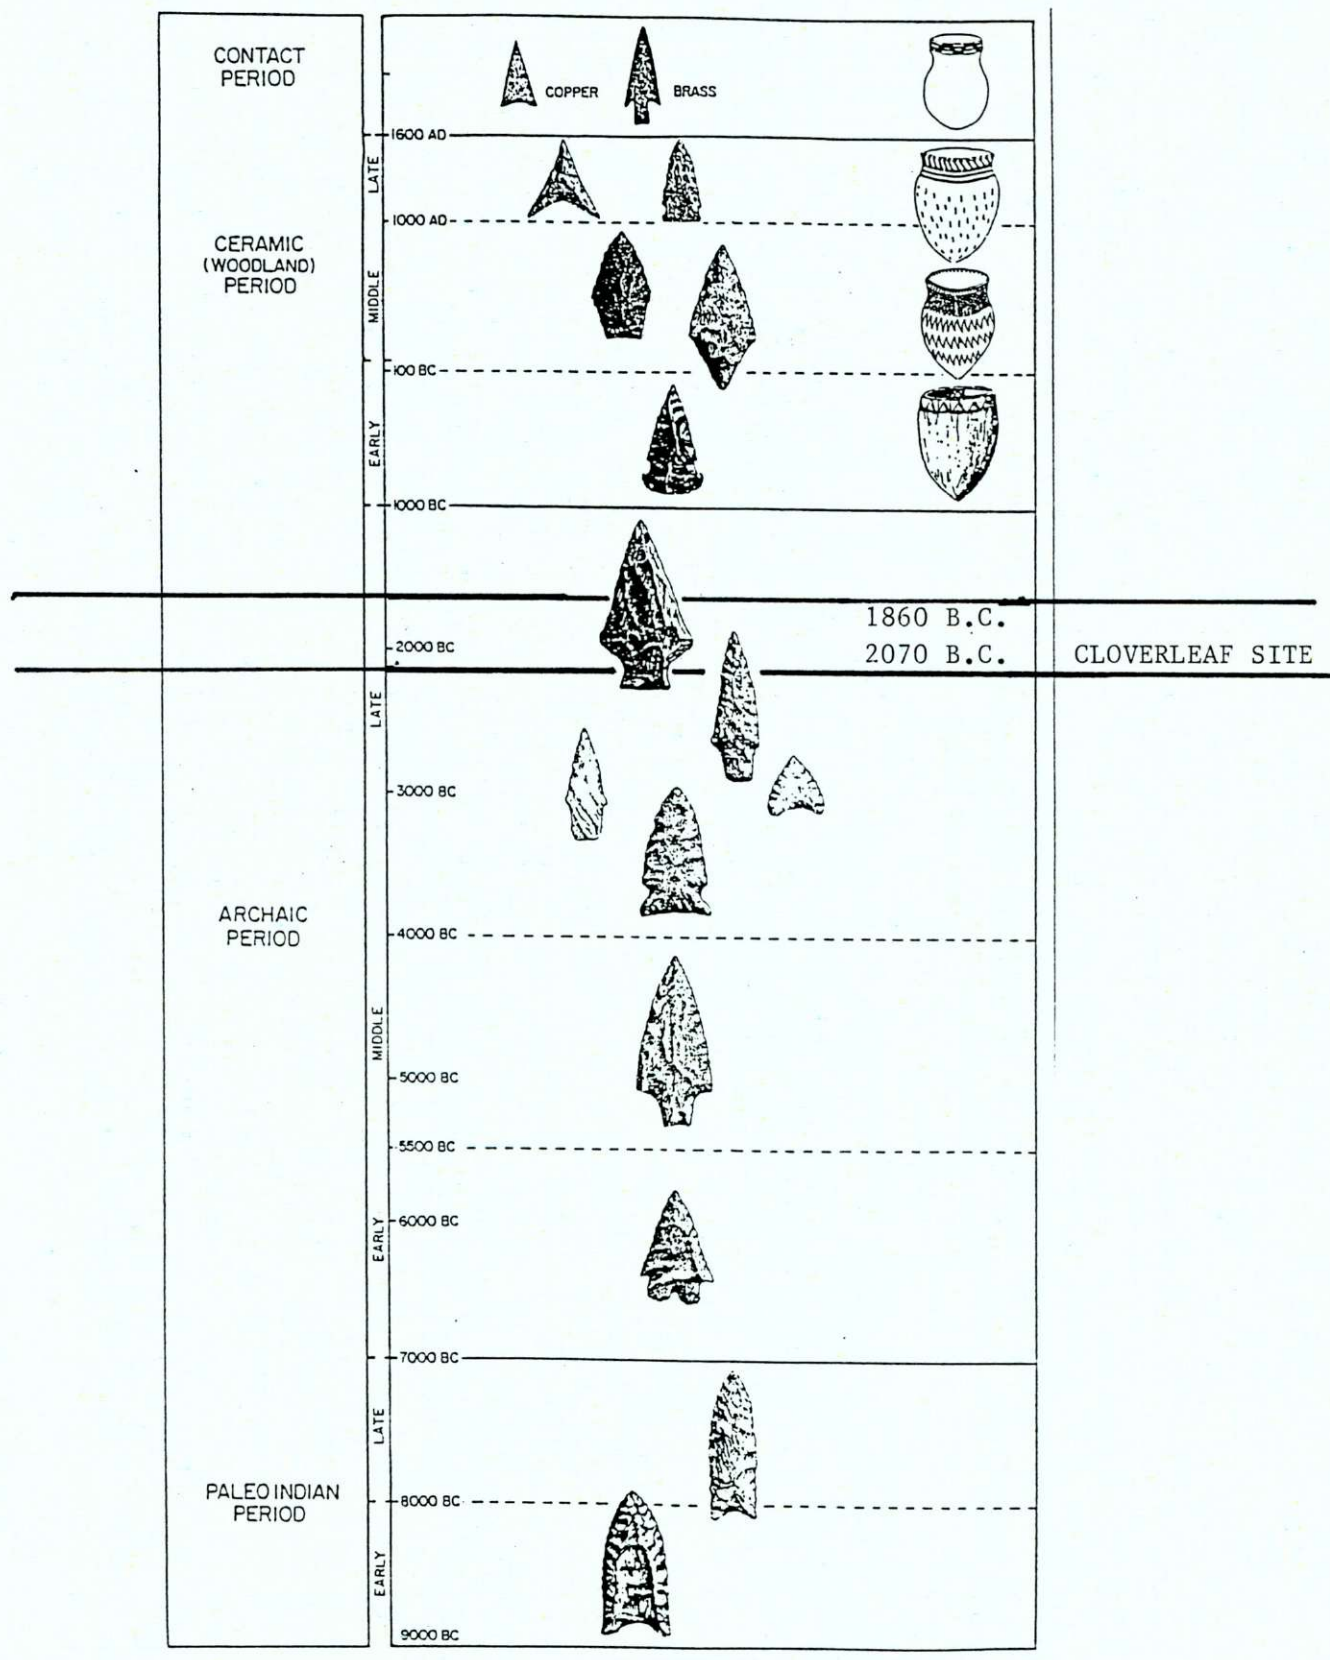 CONTACT
PERIOD
COPPER
BRASS
1600 AD
LATE
1000 AD
CERAMIC
(WOODLAND)
PERIOD
MIDDLE
100 BC
EARLY
1000 BC
1860 B.C.
2000 BC
2070 B.C.
CLOVERLEAF SITE
LATE
3000 BC
ARCHAIC
PERIOD
4000 BC
MIDDLE
5000 BC
5500 BC
6000 BC
EARLY
7000 BC
LATE
PALEO INDIAN
PERIOD
8000 BC
EARLY
9000 BC